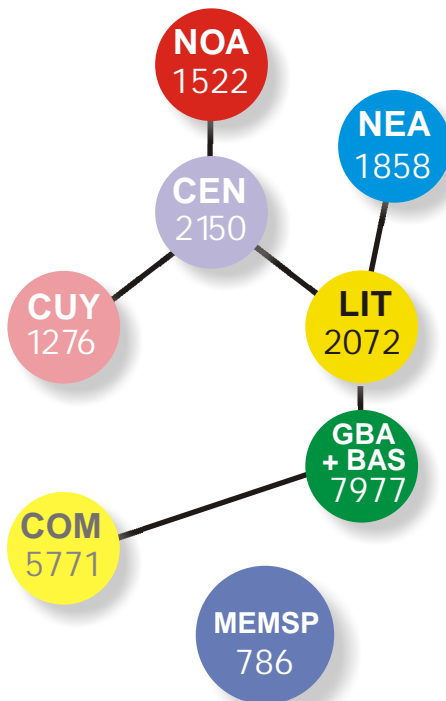 NOA
1522
NEA
1858
CEN
2150
CUY
1276
LIT
2072
GBA
+ BAS
7977
COM
5771
MEMSP
786